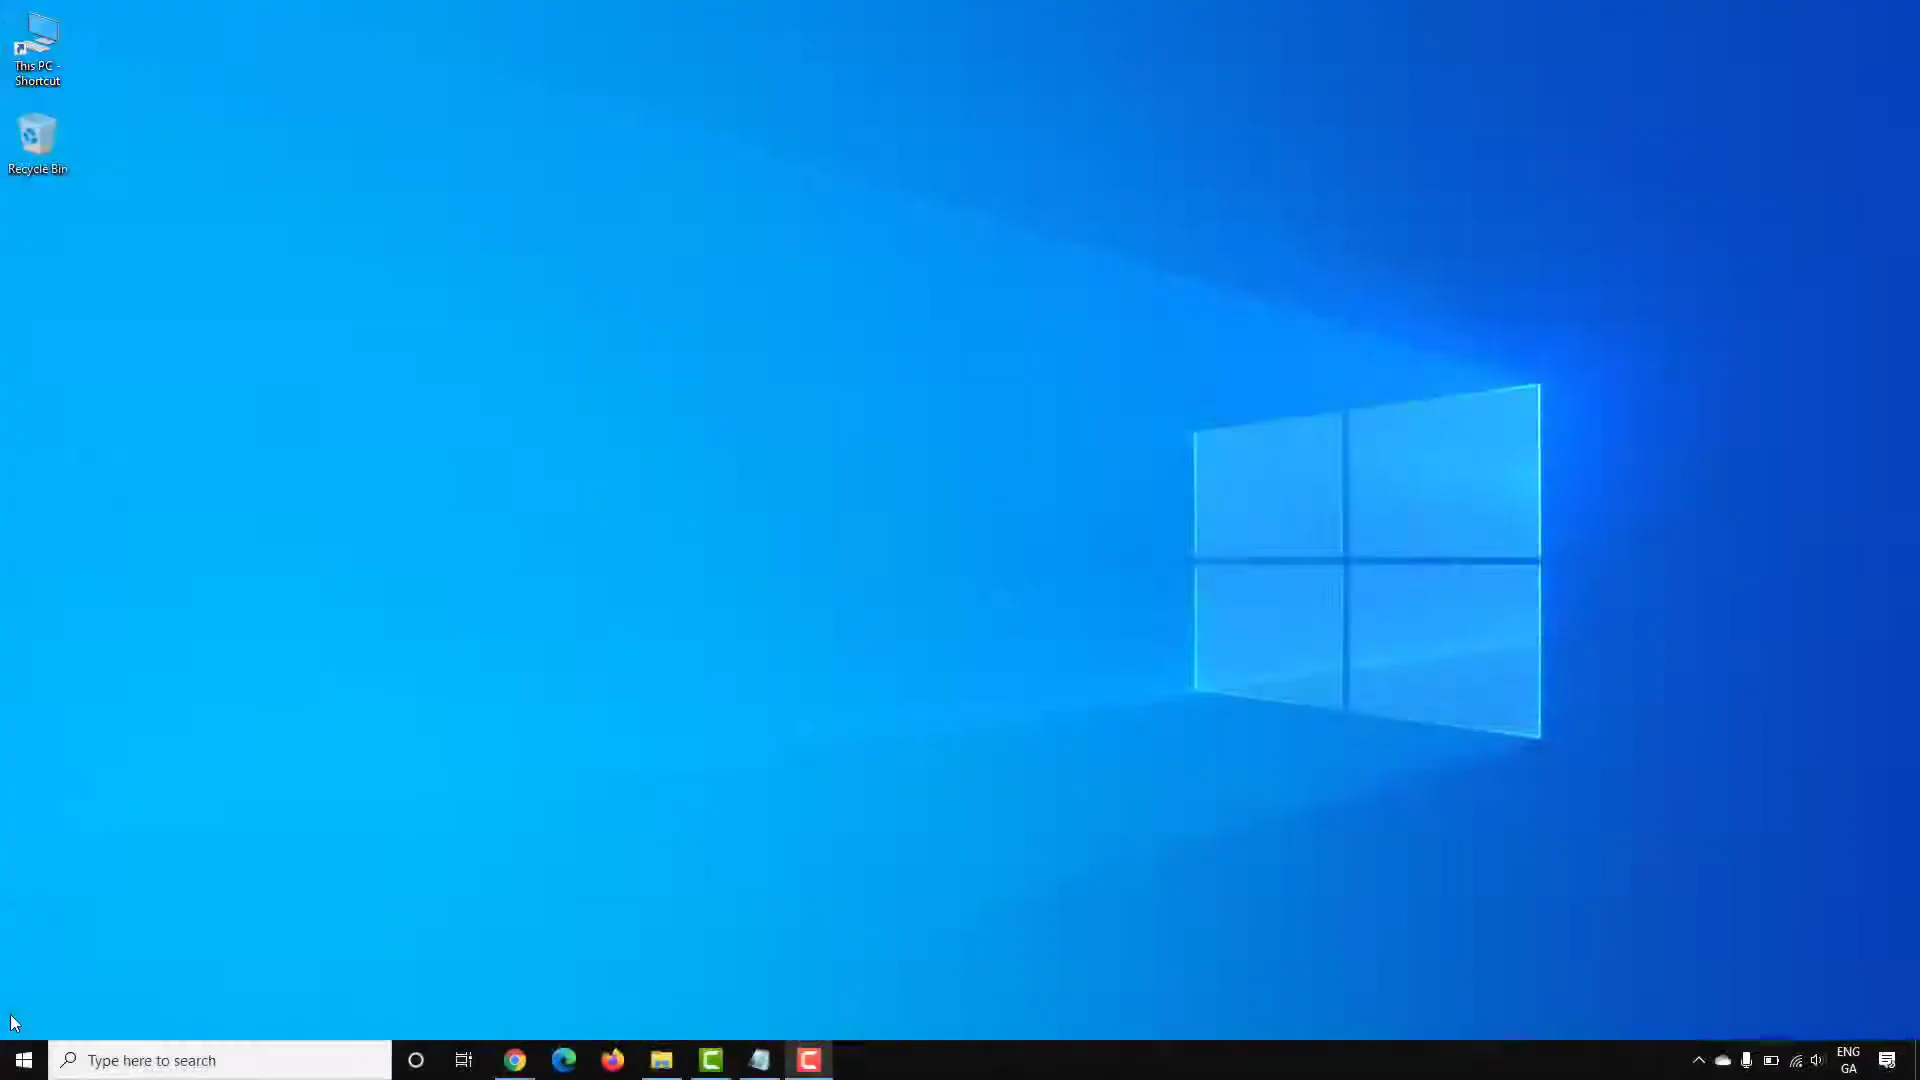 This PC -
Shortcut
Recycle Bin
Type here to search
ENG
GA